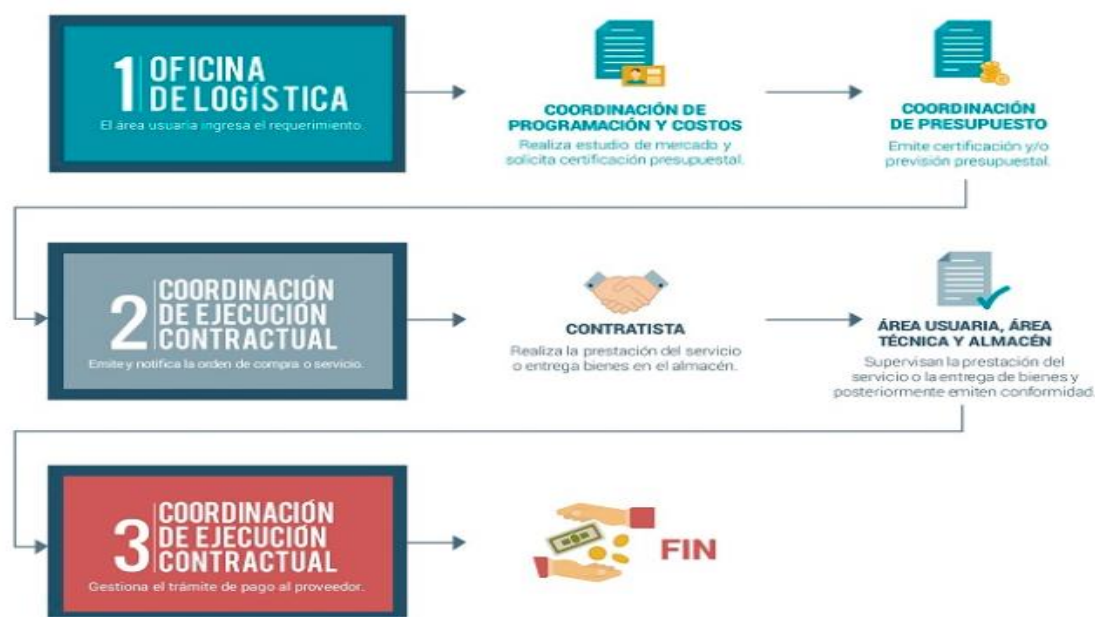 1 OFICINA
DE LOGÍSTICA
El área usuaria ingresa el requerimiento.
COORDINACIÓN DE
PROGRAMACIÓN Y COSTOS
Realiza estudio de mercado y
solicita certificación presupuestal.
COORDINACIÓN
DE PRESUPUESTO
Emite certificación y/o
previsión presupuestal.
2 COORDINACIÓN
DE EJECUCIÓN
CONTRACTUAL
Emite y notifica la orden de compra o servicio.
CONTRATISTA
Realiza la prestación del servicio
o entrega bienes en el almacén.
ÁREA USUARIA, ÁREA
TÉCNICA Y ALMACÉN
Supervisan la prestación del
servicio o la entrega de bienes y
posteriormente emiten conformidad.
3 COORDINACIÓN
DE EJECUCIÓN
CONTRACTUAL
Gestiona el trámite de pago al proveedor.
FIN